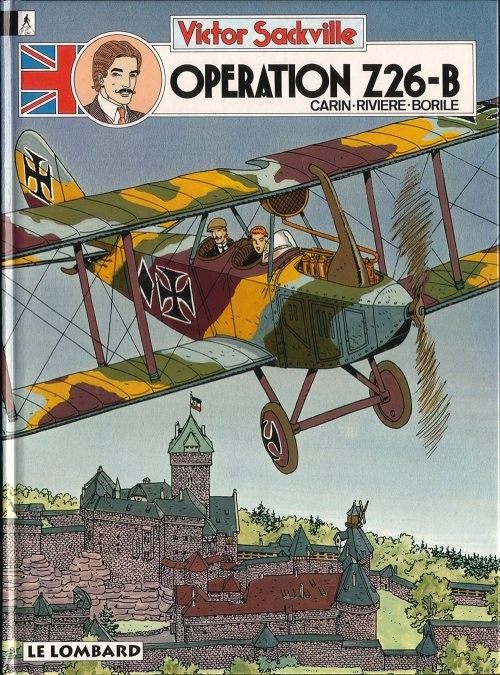 Victor Sackville
OPERATION Z26-B
CARIN·RIVIERE·BORILE
LE LOMBARD